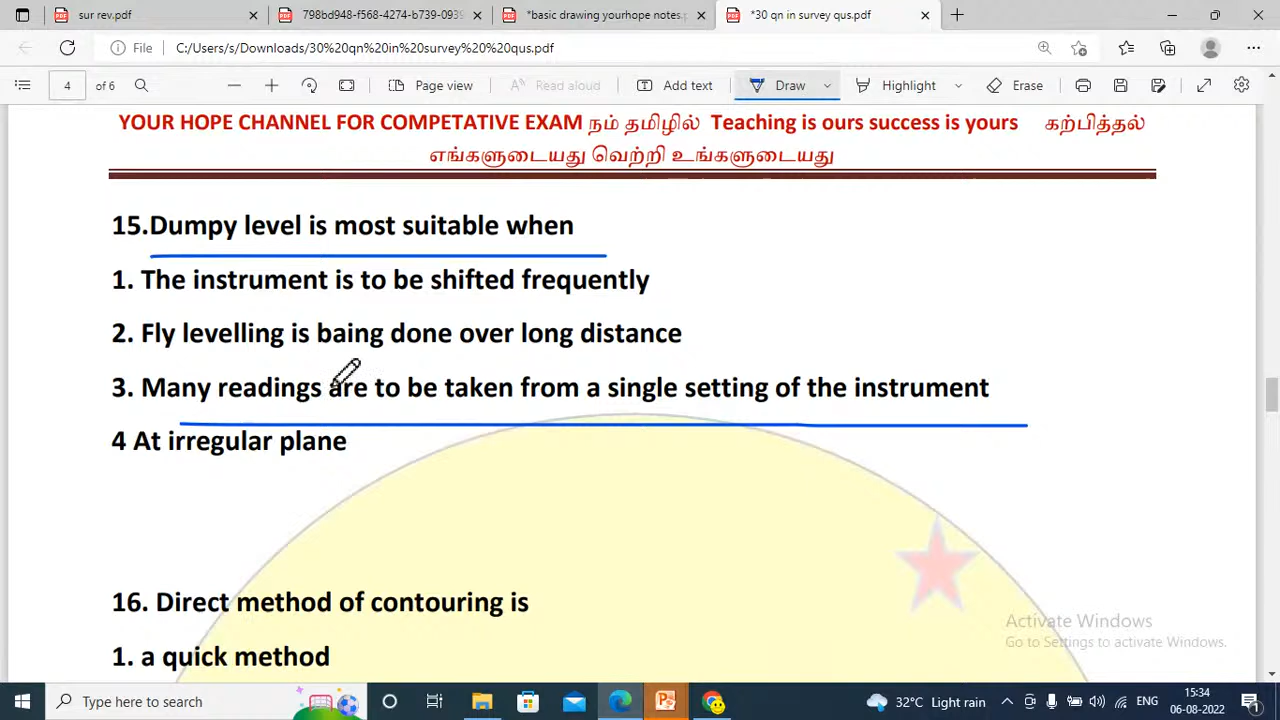 sur rev.pdf
798bd948-f568-4274-b739-0939
*basic drawing yourhope notes.p
*30 qn in survey qus.pdf
File
C:/Users/s/Downloads/30%20qn%20in%20survey%20%20qus.pdf
4 of 6
Page view
Read aloud
Add text
Draw
Highlight
Erase
YOUR HOPE CHANNEL FOR COMPETATIVE EXAM நம் தமிழில் Teaching is ours success is yours கற்பித்தல்
எங்களுடையது வெற்றி உங்களுடையது
15.Dumpy level is most suitable when
1. The instrument is to be shifted frequently
2. Fly levelling is baing done over long distance
3. Many readings are to be taken from a single setting of the instrument
4 At irregular plane
16. Direct method of contouring is
1. a quick method
Activate Windows
Go to Settings to activate Windows.
Type here to search
32°C Light rain
ENG
15:34
06-08-2022
1